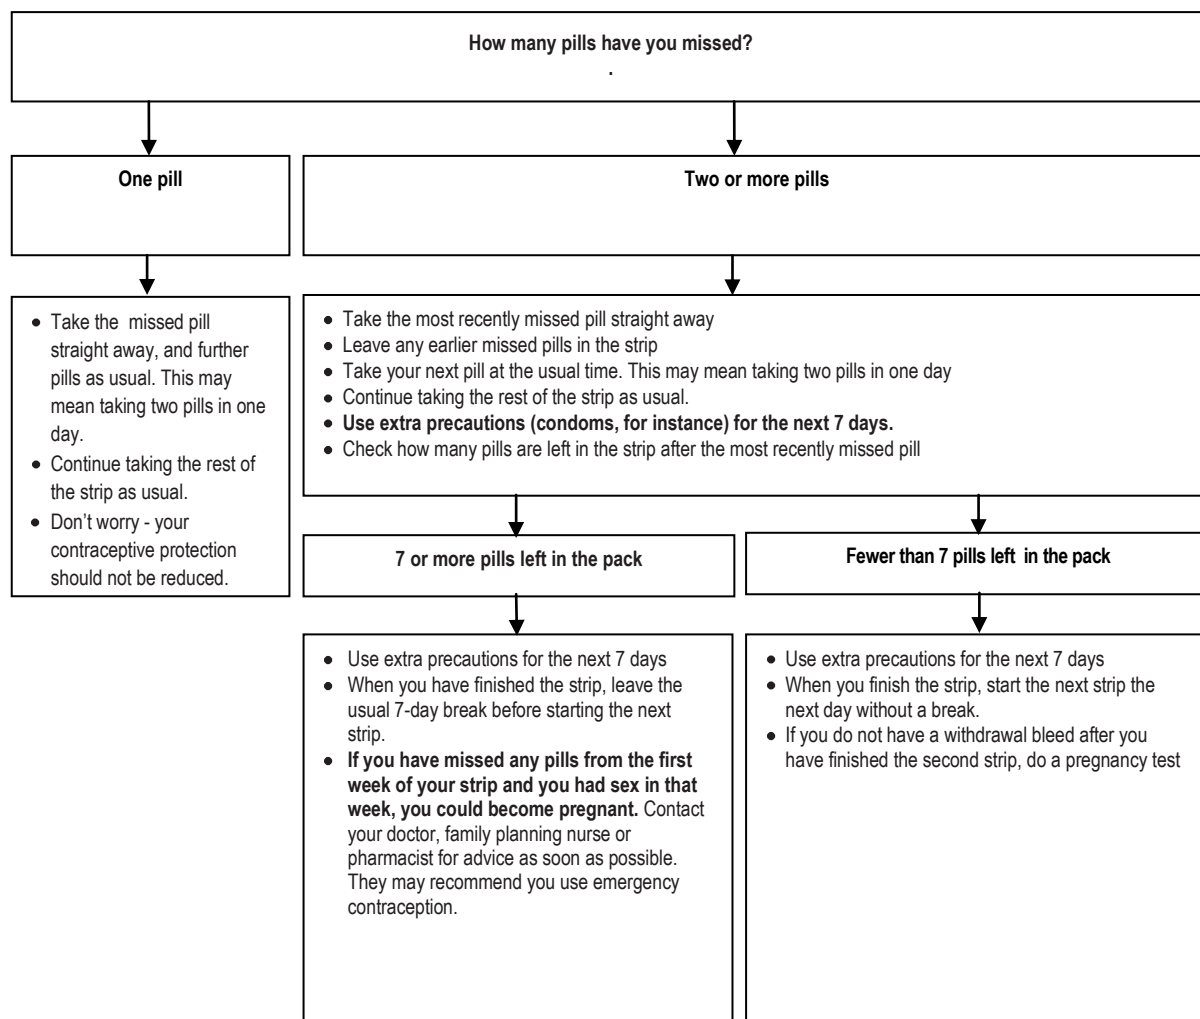 How many pills have you missed?
.
One pill
Two or more pills
• Take the missed pill
straight away, and further
pills as usual. This may
mean taking two pills in one
day.
• Continue taking the rest of
the strip as usual.
• Don’t worry - your
contraceptive protection
should not be reduced.
• Take the most recently missed pill straight away
• Leave any earlier missed pills in the strip
• Take your next pill at the usual time. This may mean taking two pills in one day
• Continue taking the rest of the strip as usual.
• Use extra precautions (condoms, for instance) for the next 7 days.
• Check how many pills are left in the strip after the most recently missed pill
7 or more pills left in the pack
Fewer than 7 pills left in the pack
• Use extra precautions for the next 7 days
• When you have finished the strip, leave the
usual 7-day break before starting the next
strip.
• If you have missed any pills from the first
week of your strip and you had sex in that
week, you could become pregnant. Contact
your doctor, family planning nurse or
pharmacist for advice as soon as possible.
They may recommend you use emergency
contraception.
• Use extra precautions for the next 7 days
• When you finish the strip, start the next strip the
next day without a break.
• If you do not have a withdrawal bleed after you
have finished the second strip, do a pregnancy test